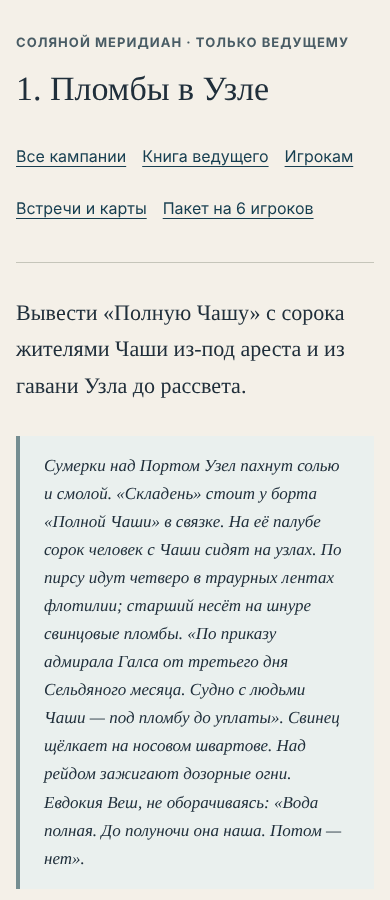 СОЛЯНОЙ МЕРИДИАН · ТОЛЬКО ВЕДУЩЕМУ
1. Пломбы в Узле
Все кампании Книга ведущего Игрокам
Встречи и карты Пакет на 6 игроков
Вывести «Полную Чашу» с сорока
жителями Чаши из-под ареста и из
гавани Узла до рассвета.
Сумерки над Портом Узел пахнут солью
и смолой. «Складень» стоит у борта
«Полной Чаши» в связке. На её палубе
сорок человек с Чаши сидят на узлах. По
пирсу идут четверо в траурных лентах
флотилии; старший несёт на шнуре
свинцовые пломбы. «По приказу
адмирала Галса от третьего дня
Сельдяного месяца. Судно с людьми
Чаши — под пломбу до уплаты». Свинец
щёлкает на носовом швартове. Над
рейдом зажигают дозорные огни.
Евдокия Веш, не оборачиваясь: «Вода
полная. До полуночи она наша. Потом —
нет».